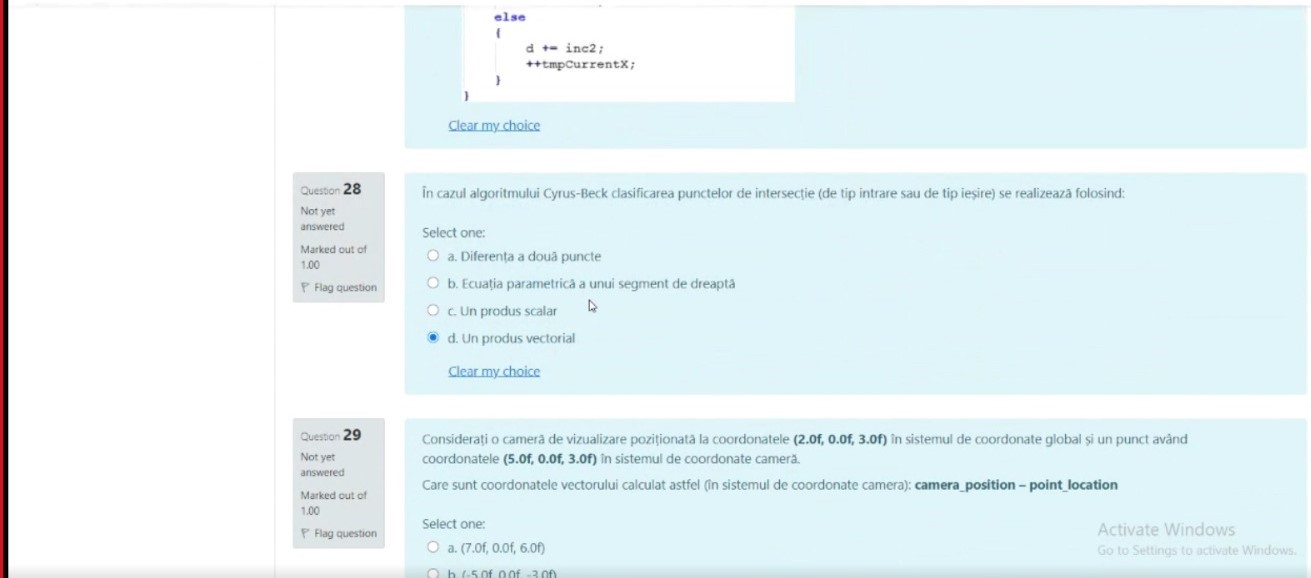 else
{
d += inc2;
++tmpCurrentX;
}
}
Clear my choice
Question 28
Not yet
answered
Marked out of
1.00
Flag question
În cazul algoritmului Cyrus-Beck clasificarea punctelor de intersecție (de tip intrare sau de tip ieșire) se realizează folosind:
Select one:
a. Diferența a două puncte
b. Ecuația parametrică a unui segment de dreaptă
c. Un produs scalar
d. Un produs vectorial
Clear my choice
Question 29
Not yet
answered
Marked out of
1.00
Flag question
Considerați o cameră de vizualizare poziționată la coordonatele (2.0f, 0.0f, 3.0f) în sistemul de coordonate global și un punct având
coordonatele (5.0f, 0.0f, 3.0f) în sistemul de coordonate cameră.
Care sunt coordonatele vectorului calculat astfel (în sistemul de coordonate camera): camera_position – point_location
Select one:
a. (7.0f, 0.0f, 6.0f)
b. (-5.0f, 0.0f, -3.0f)
Activate Windows
Go to Settings to activate Windows.